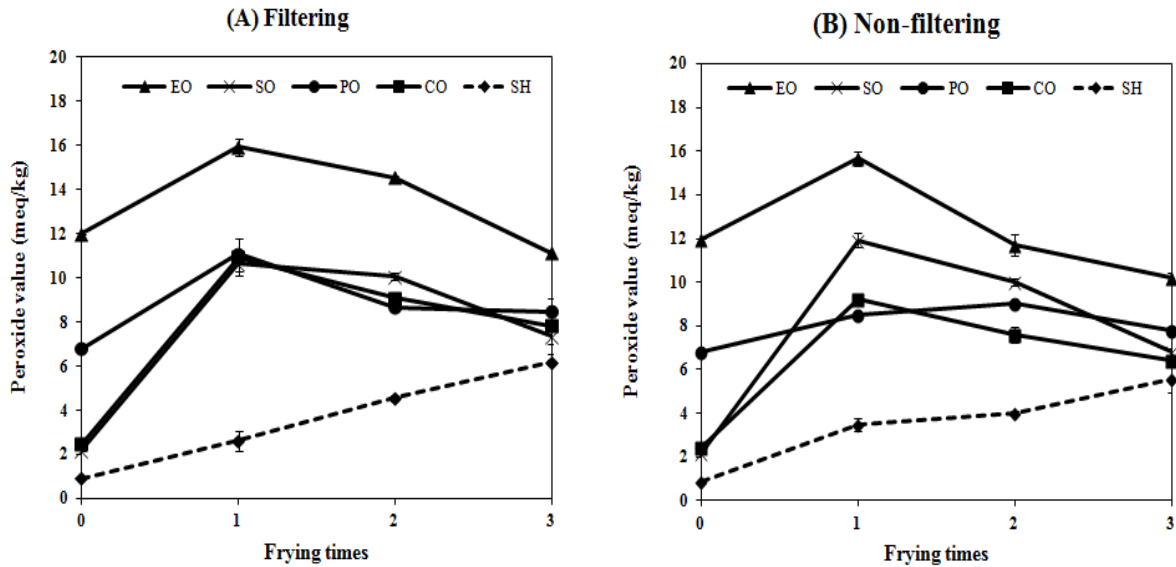 (A) Filtering
20
18
16
14
12
10
8
6
4
2
0
EO SO PO CO SH
Peroxide value (meq/kg)
0 1 2 3
Frying times
(B) Non-filtering
20
18
16
14
12
10
8
6
4
2
0
EO SO PO CO SH
Peroxide value (meq/kg)
0 1 2 3
Frying times